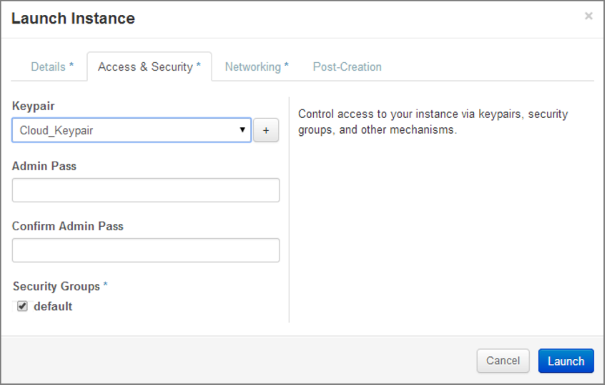 Launch Instance ×
Details * Access & Security * Networking * Post-Creation
Keypair
Cloud_Keypair +
Control access to your instance via keypairs, security
groups, and other mechanisms.
Admin Pass
Confirm Admin Pass
Security Groups *
default
Cancel Launch